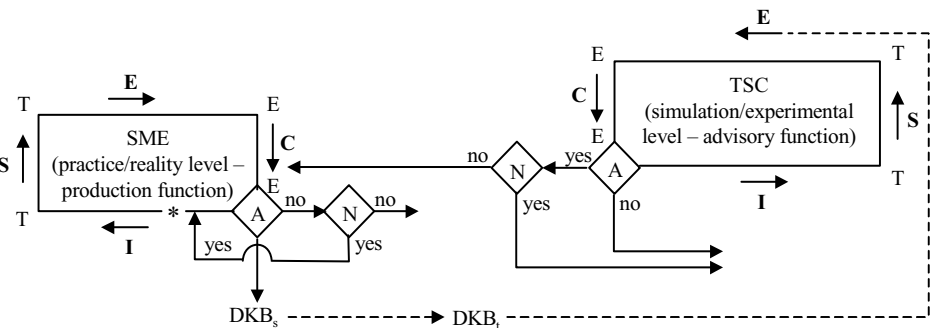 E
T
E
T
E
TSC
C
(simulation/experimental
level – advisory function)
S
E
SME
C
S
(practice/reality level –
production function)
E
no
N
yes
A
T
T
*
A
no
N
no
I
yes
no
I
yes
yes
DKBs
DKBt